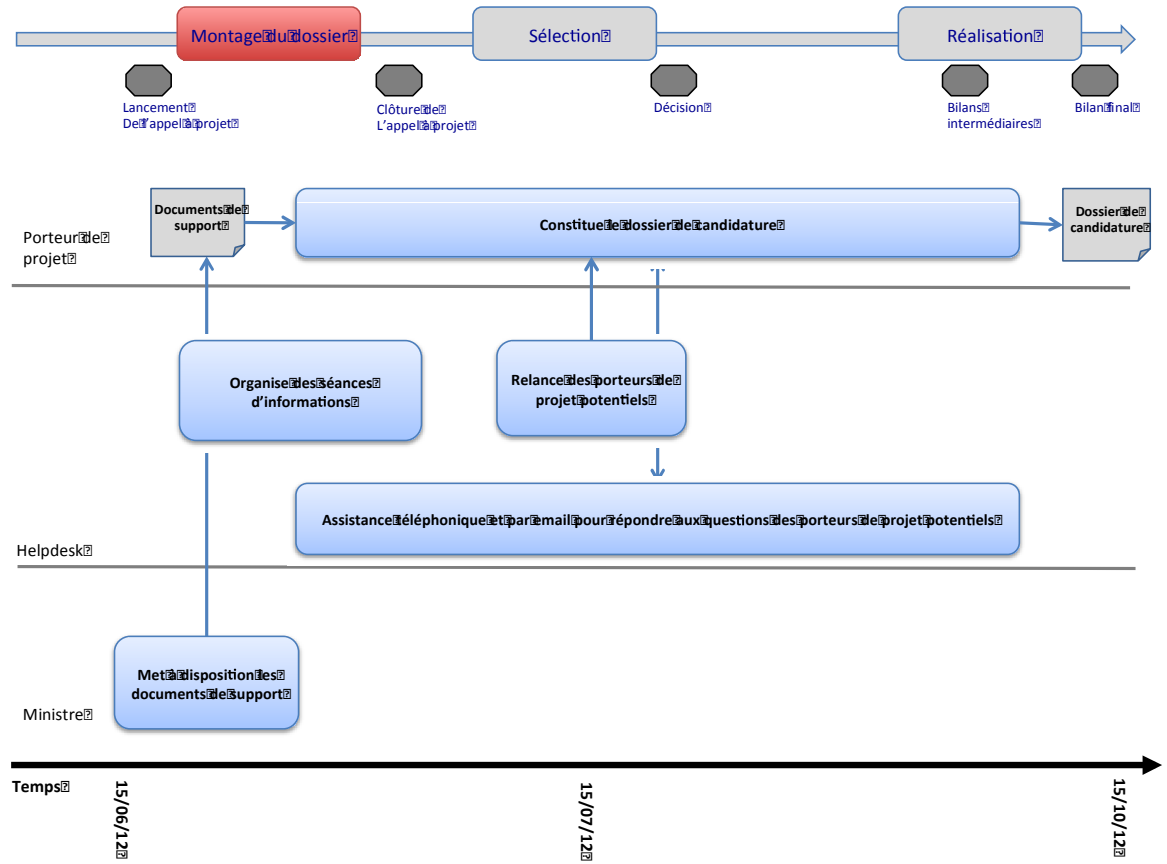 Montage du dossier
Sélection
Réalisation
Lancement
De l'appel à projet
Clôture de
L'appel à projet
Décision
Bilans
intermédiaires
Bilan final
Porteur de
projet
Documents de
support
Constitue le dossier de candidature
Dossier de
candidature
Organise des séances
d'informations
Relance des porteurs de
projet potentiels
Assistance téléphonique et par email pour répondre aux questions des porteurs de projet potentiels
Helpdesk
Met à disposition les
documents de support
Ministre
Temps
15/06/12
15/07/12
15/10/12